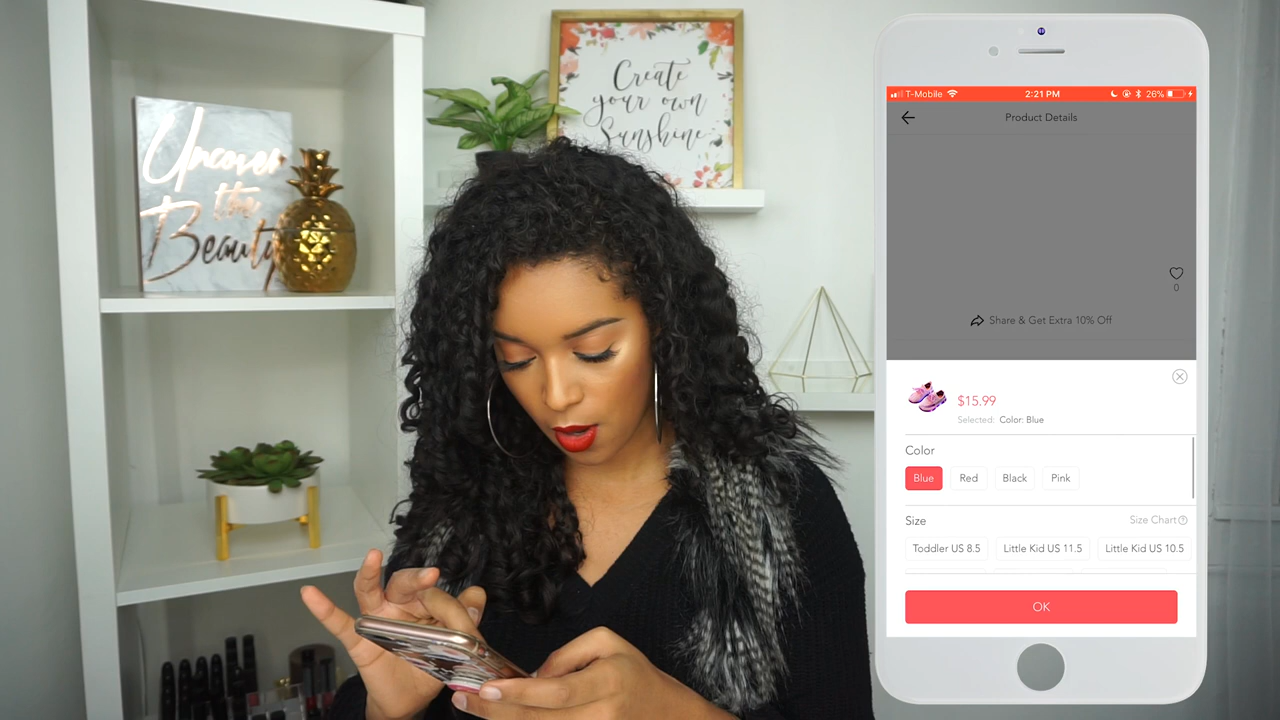 Uncover
the
Beauty
Create
your own
Sunshine
T-Mobile 2:21 PM 26%
Product Details
0
Share & Get Extra 10% Off
$15.99
Selected: Color: Blue
Color
Blue Red Black Pink
Size Size Chart
Toddler US 8.5 Little Kid US 11.5 Little Kid US 10.5
OK